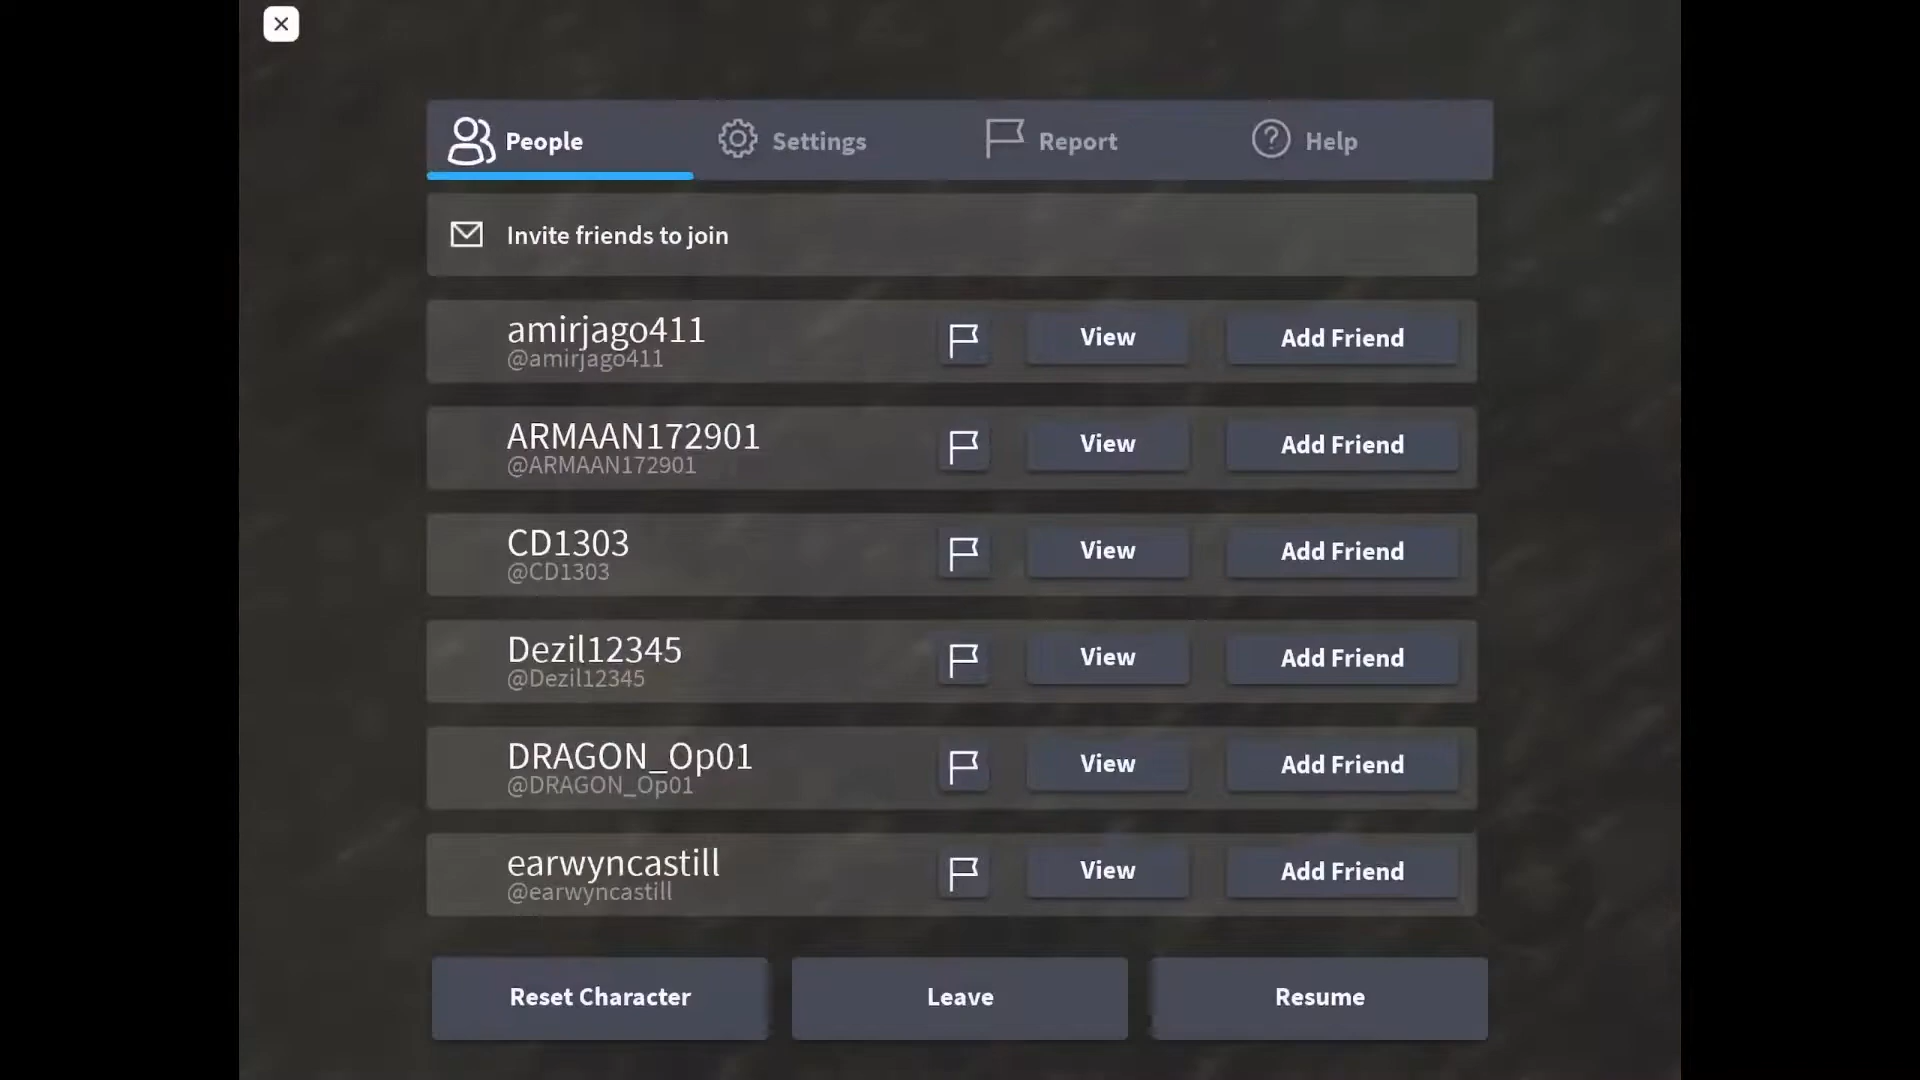 People Settings Report Help
Invite friends to join
amirjago411
@amirjago411
View Add Friend
ARMAAN172901
@ARMAAN172901
View Add Friend
CD1303
@CD1303
View Add Friend
Dezil12345
@Dezil12345
View Add Friend
DRAGON_Op01
@DRAGON_Op01
View Add Friend
earwyncastill
@earwyncastill
View Add Friend
Reset Character Leave Resume